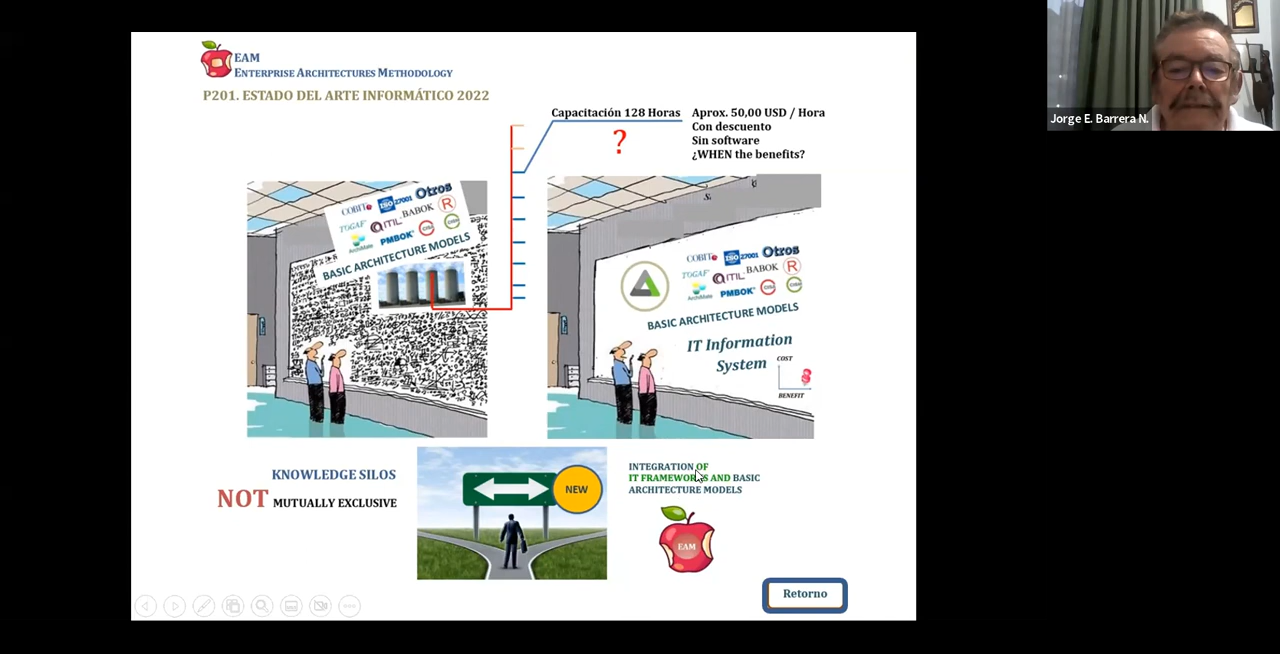 EAM
ENTERPRISE ARCHITECTURES METHODOLOGY
P201. ESTADO DEL ARTE INFORMÁTICO 2022
Capacitación 128 Horas
?
Aprox. 50,00 USD / Hora
Con descuento
Sin software
¿WHEN the benefits?
Jorge E. Barrera N.
COBIT ISO 27001 Otros
TOGAF ITIL BABOK R
ArchiMate PMBOK
BASIC ARCHITECTURE MODELS
COBIT ISO 27001 Otros
TOGAF ITIL BABOK R
ArchiMate PMBOK
BASIC ARCHITECTURE MODELS
IT Information
System
COST
BENEFIT
KNOWLEDGE SILOS
NOT MUTUALLY EXCLUSIVE
NEW
INTEGRATION OF
IT FRAMEWORKS AND BASIC
ARCHITECTURE MODELS
EAM
Retorno